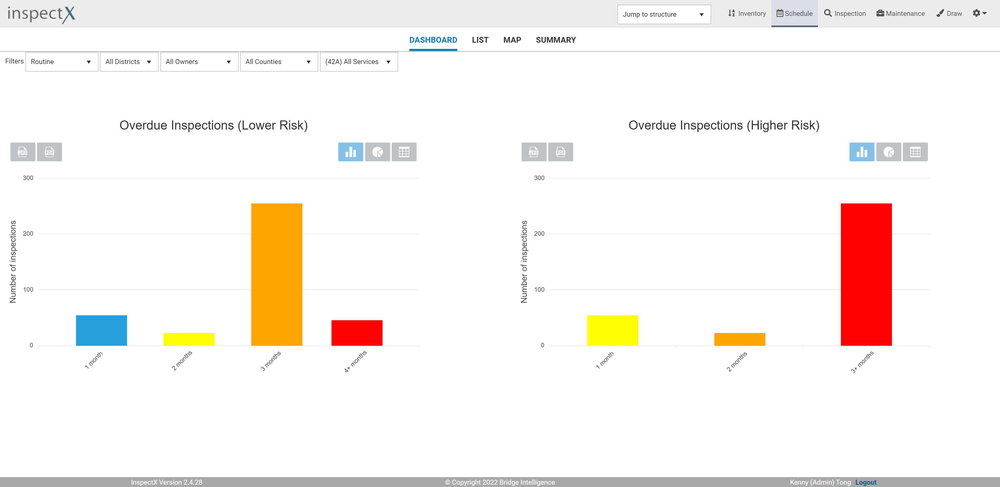 inspectX
Jump to structure
Inventory
Schedule
Inspection
Maintenance
Draw
DASHBOARD
LIST
MAP
SUMMARY
Filters
Routine
All Districts
All Owners
All Counties
(42A) All Services
Overdue Inspections (Lower Risk)
JPG
PDF
Number of inspections
300
200
100
0
1 month
2 months
3 months
4+ months
Overdue Inspections (Higher Risk)
JPG
PDF
Number of inspections
300
200
100
0
1 month
2 months
3+ months
InspectX Version 2.4.28
© Copyright 2022 Bridge Intelligence
Kenny (Admin) Tong Logout